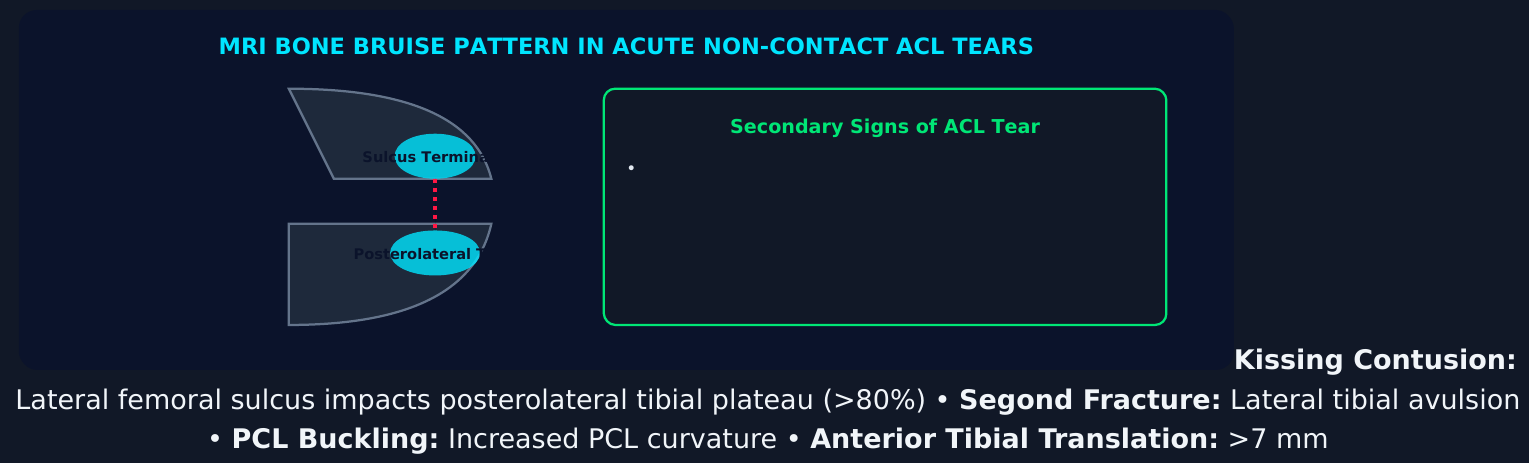 MRI BONE BRUISE PATTERN IN ACUTE NON-CONTACT ACL TEARS
Sulcus Termina
Posterolateral T
Secondary Signs of ACL Tear
•
Kissing Contusion:
Lateral femoral sulcus impacts posterolateral tibial plateau (>80%) • Segond Fracture: Lateral tibial avulsion
• PCL Buckling: Increased PCL curvature • Anterior Tibial Translation: >7 mm